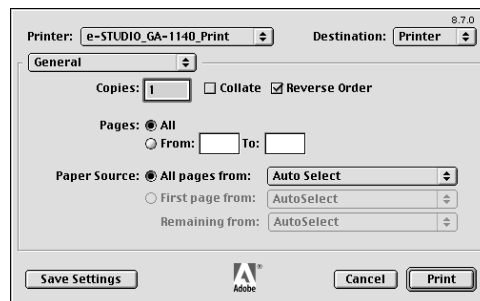 8.7.0
Printer: e-STUDIO_GA-1140_Print Destination: Printer
General
Copies: 1 Collate Reverse Order
Pages: All
From: To:
Paper Source: All pages from: Auto Select
First page from: AutoSelect
Remaining from: AutoSelect
Save Settings Adobe ® Cancel Print